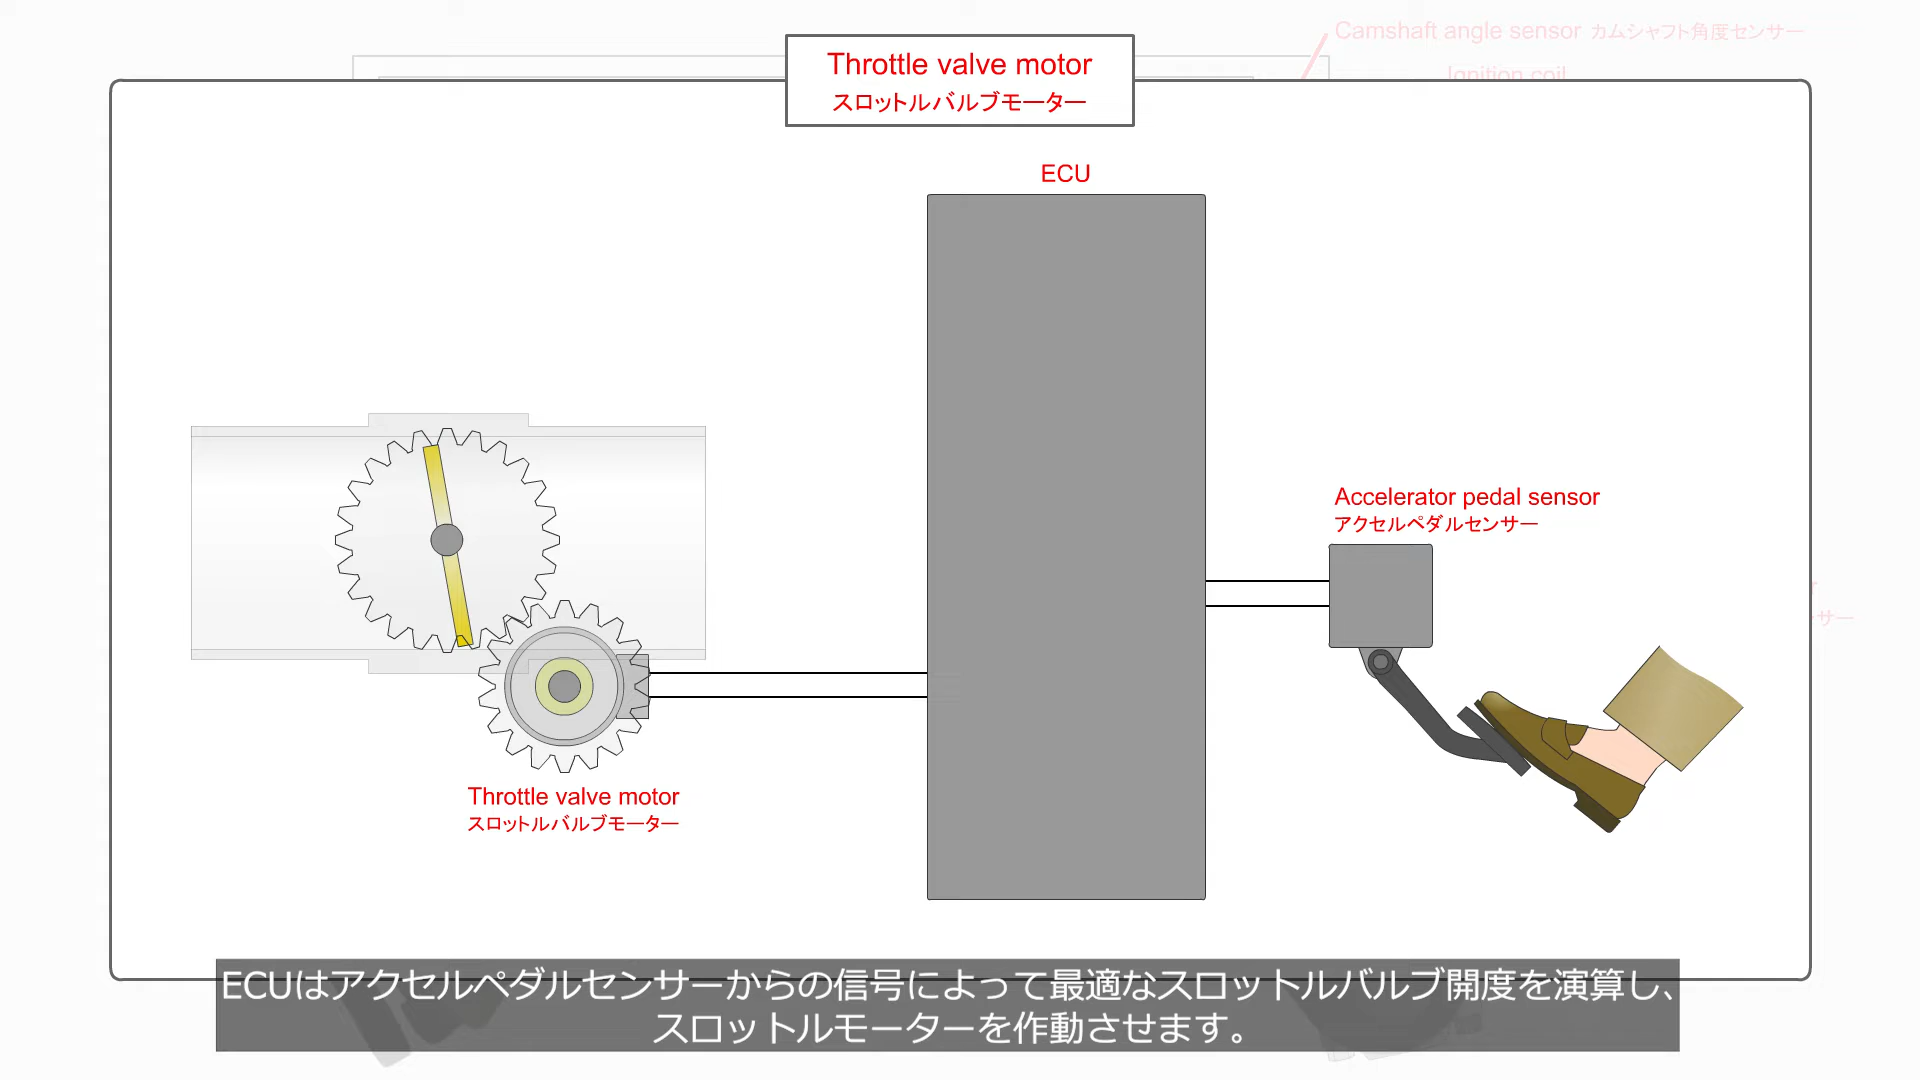 Camshaft angle sensor カムシャフト角度センサー
Ignition coil
Throttle valve motor
スロットルバルブモーター
ECU
Accelerator pedal sensor
アクセルペダルセンサー
Throttle valve motor
スロットルバルブモーター
ECUはアクセルペダルセンサーからの信号によって最適なスロットルバルブ開度を演算し、
スロットルモーターを作動させます。